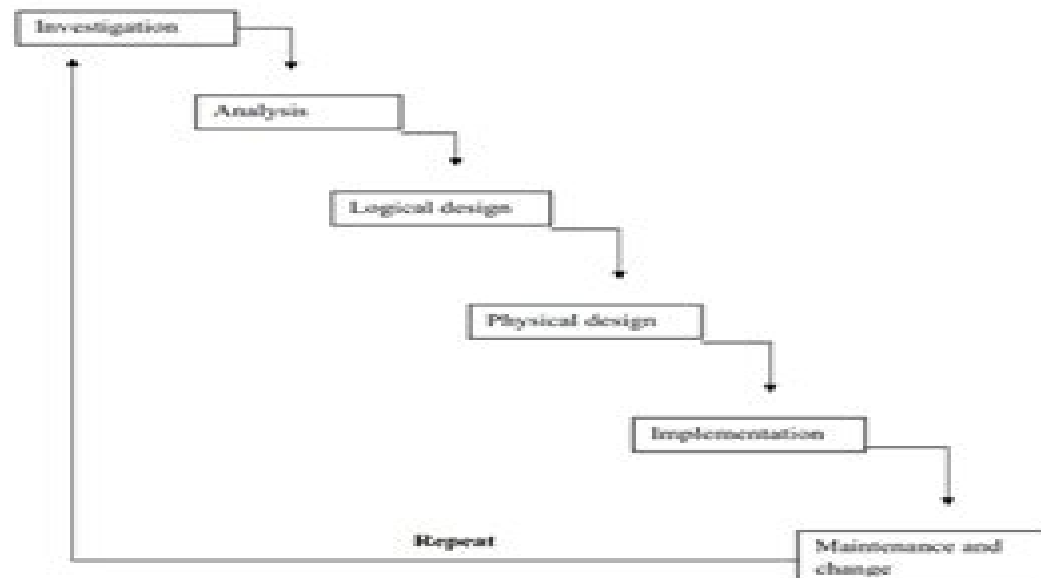 Investigation
Analysis
Logical design
Physical design
Implementation
Repeat
Maintenance and
change